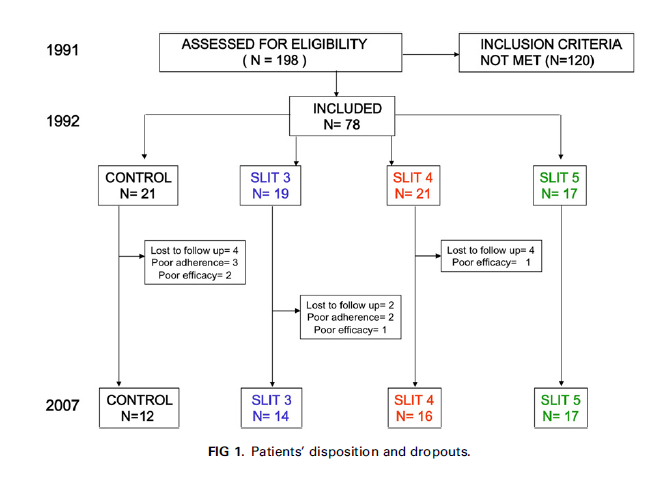 1991
ASSESSED FOR ELIGIBILITY
( N = 198 )
INCLUSION CRITERIA
NOT MET (N=120)
1992
INCLUDED
N= 78
CONTROL
N= 21
SLIT 3
N= 19
SLIT 4
N= 21
SLIT 5
N= 17
Lost to follow up= 4
Poor adherence= 3
Poor efficacy= 2
Lost to follow up= 4
Poor efficacy= 1
Lost to follow up= 2
Poor adherence= 2
Poor efficacy= 1
2007
CONTROL
N=12
SLIT 3
N= 14
SLIT 4
N= 16
SLIT 5
N= 17
FIG 1. Patients' disposition and dropouts.